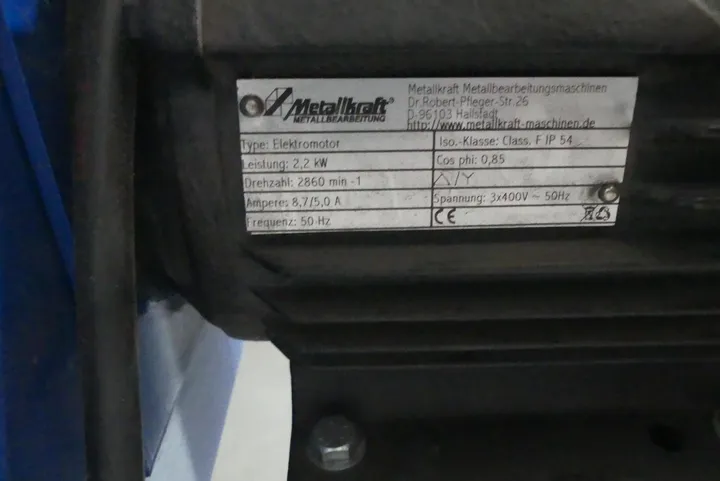 Metallkraft®
METALLBEARBEITUNG
Metallkraft Metallbearbeitungsmaschinen
Dr.Robert-Pfleger-Str.26
D-96103 Hallstadt
http://www.metallkraft-maschinen.de
Type: Elektromotor
Iso.-Klasse: Class. F IP 54
Leistung: 2,2 kW
Cos phi: 0,85
Drehzahl: 2860 min -1
△/Y
Ampere: 8,7/5,0 A
Spannung: 3x400V ~ 50Hz
Frequenz: 50 Hz
CE